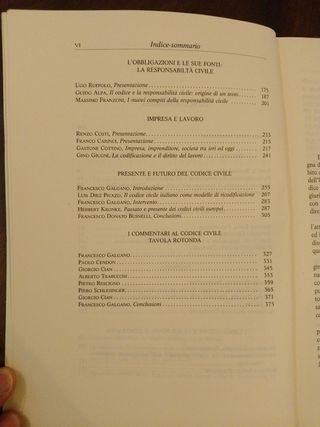 VI Indice-sommario
L'OBBLIGAZIONI E LE SUE FONTI:
LA RESPONSABILTÀ CIVILE
UGO RUFFOLO, Presentazione 175
GUIDO ALPA, Il codice e la responsabilità civile: origine di un testo 187
MASSIMO FRANZONI, I nuovi compiti della responsabilità civile 201
IMPRESA E LAVORO
RENZO COSTI, Presentazione 213
FRANCO CARINCI, Presentazione 215
GASTONE COTTINO, Impresa, imprenditore, società tra ieri ed oggi 217
GINO GIUGNI, La codificazione e il diritto del lavoro 241
PRESENTE E FUTURO DEL CODICE CIVILE
FRANCESCO GALGANO, Introduzione 255
LUIS DIEZ PICAZO, Il codice civile italiano come modello di ricodificazione 267
FRANCESCO GALGANO, Intervento 283
HERBERT KRONKE, Passato e presente dei codici civili europei 287
FRANCESCO DONATO BUSNELLI, Conclusioni 305
I COMMENTARI AL CODICE CIVILE
TAVOLA ROTONDA
FRANCESCO GALGANO 327
PAOLO CENDON 331
GIORGIO CIAN 345
ALBERTO TRABUCCHI 353
PIETRO RESCIGNO 359
PIERO SCHLESINGER 365
GIORGIO CIAN 371
FRANCESCO GALGANO, Conclusioni 375